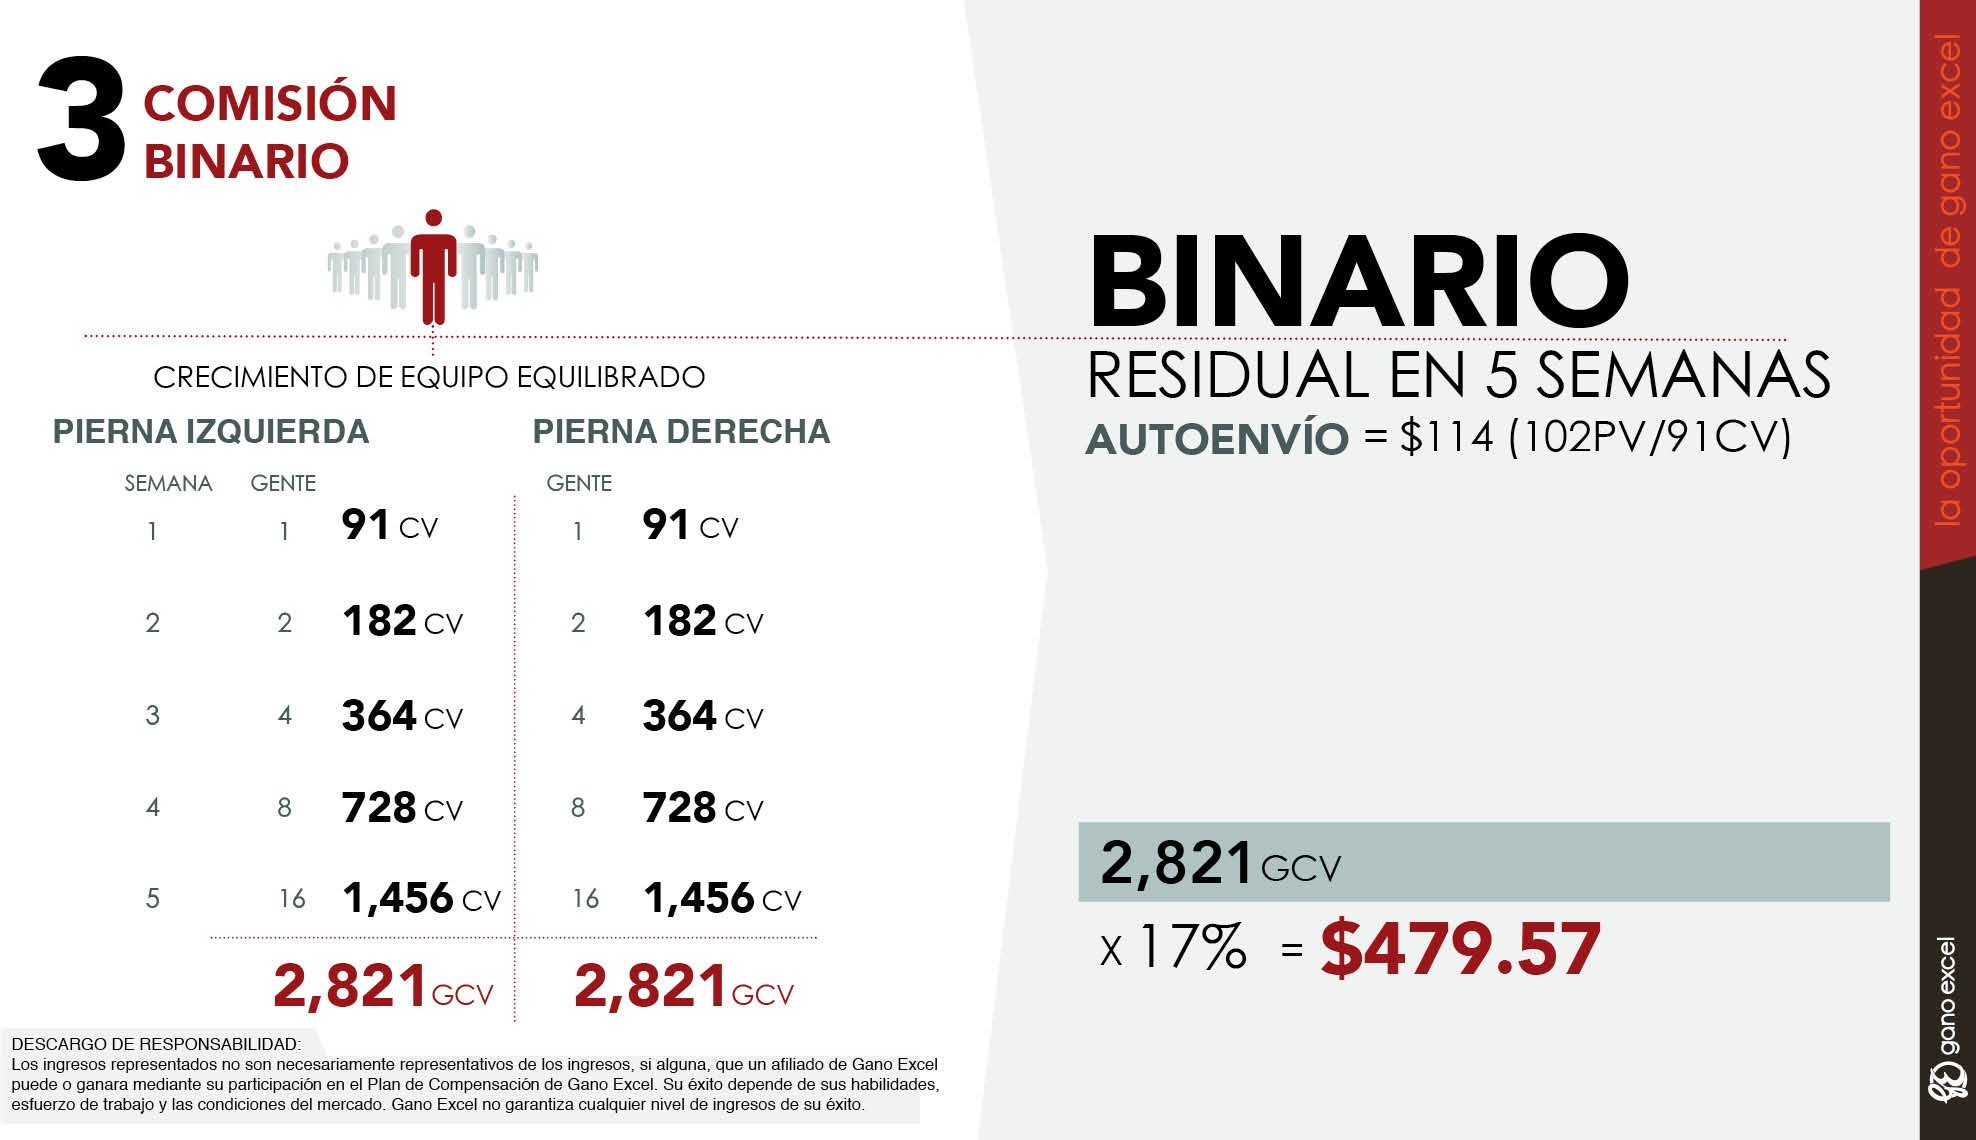 3 COMISIÓN
BINARIO
CRECIMIENTO DE EQUIPO EQUILIBRADO
PIERNA IZQUIERDA PIERNA DERECHA
SEMANA GENTE GENTE
1 1 91 CV 1 91 CV
2 2 182 CV 2 182 CV
3 4 364 CV 4 364 CV
4 8 728 CV 8 728 CV
5 16 1,456 CV 16 1,456 CV
2,821 GCV 2,821 GCV
DESCARGO DE RESPONSABILIDAD:
Los ingresos representados no son necesariamente representativos de los ingresos, si alguna, que un afiliado de Gano Excel
puede o ganara mediante su participación en el Plan de Compensación de Gano Excel. Su éxito depende de sus habilidades,
esfuerzo de trabajo y las condiciones del mercado. Gano Excel no garantiza cualquier nivel de ingresos de su éxito.
BINARIO
RESIDUAL EN 5 SEMANAS
AUTOENVÍO = $114 (102PV/91CV)
2,821 GCV
X 17% = $479.57
la oportunidad de gano excel
gano excel